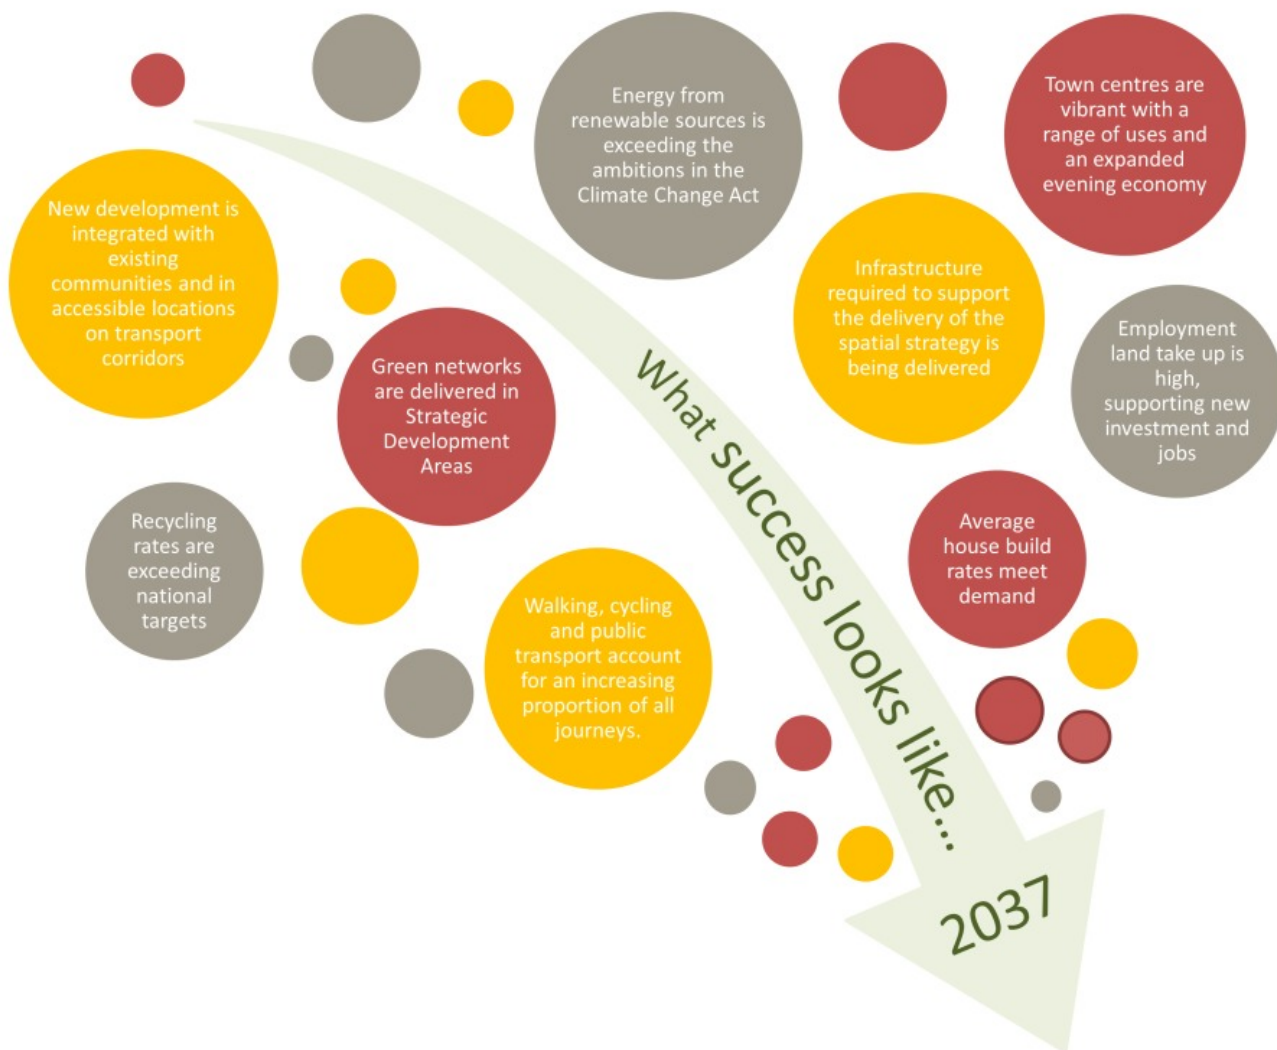 Energy from
renewable sources is
exceeding the
ambitions in the
Climate Change Act
Town centres are
vibrant with a
range of uses and
an expanded
evening economy
New development is
integrated with
existing
communities and in
accessible locations
on transport
corridors
Infrastructure
required to support
the delivery of the
spatial strategy is
being delivered
Employment
land take up is
high,
supporting new
investment and
jobs
Green networks
are delivered in
Strategic
Development
Areas
What success looks like...
2037
Recycling
rates are
exceeding
national
targets
Average
house build
rates meet
demand
Walking, cycling
and public
transport account
for an increasing
proportion of all
journeys.